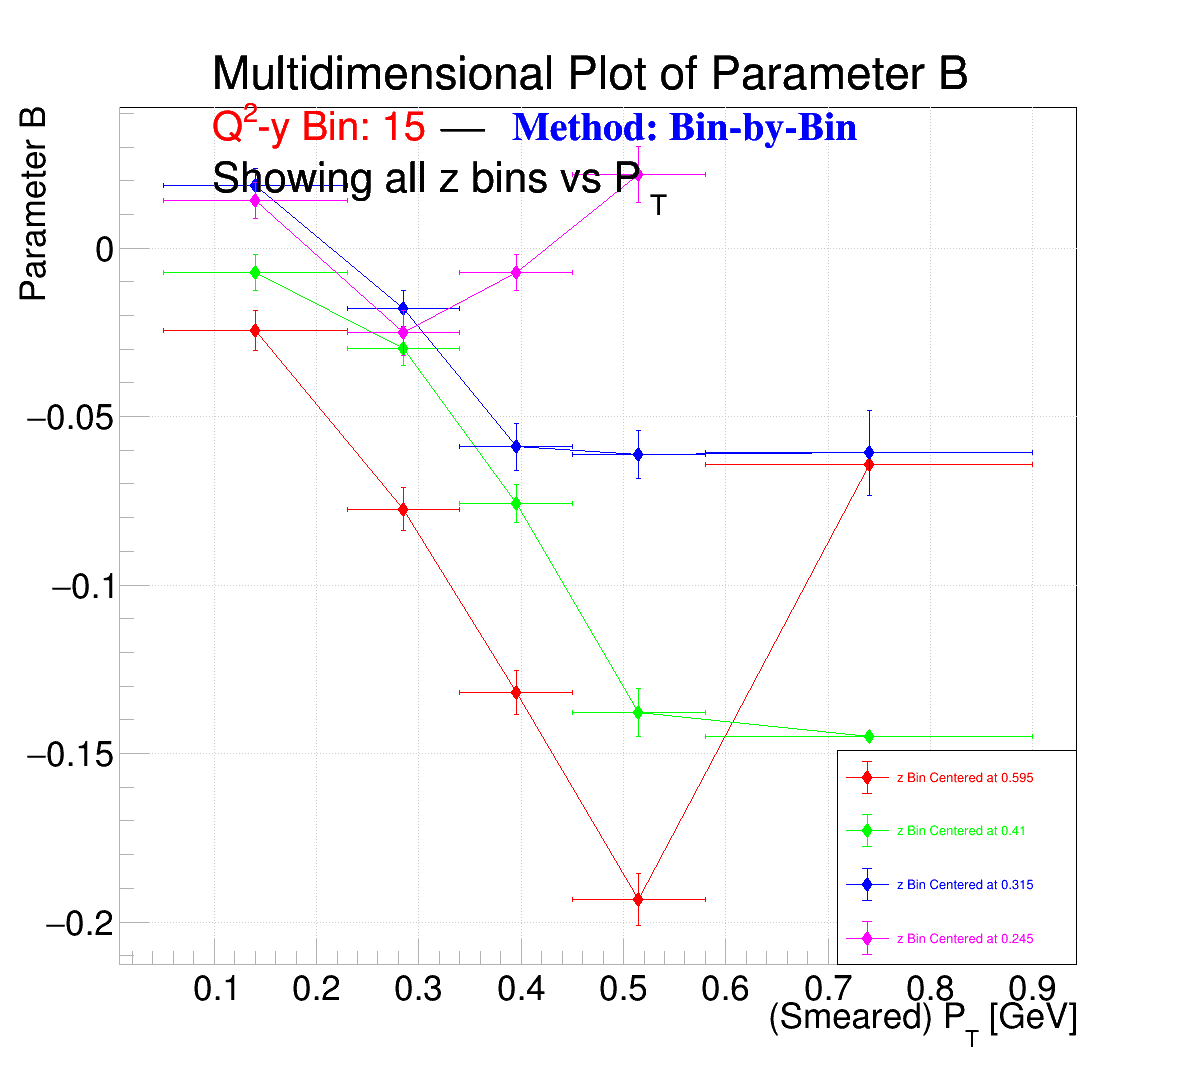 Multidimensional Plot of Parameter B
Q²-y Bin: 15 — Method: Bin-by-Bin
Showing all z bins vs P_T
Parameter B
0
−0.05
−0.1
−0.15
−0.2
z Bin Centered at 0.595
z Bin Centered at 0.41
z Bin Centered at 0.315
z Bin Centered at 0.245
0.1 0.2 0.3 0.4 0.5 0.6 0.7 0.8 0.9
(Smeared) P_T [GeV]